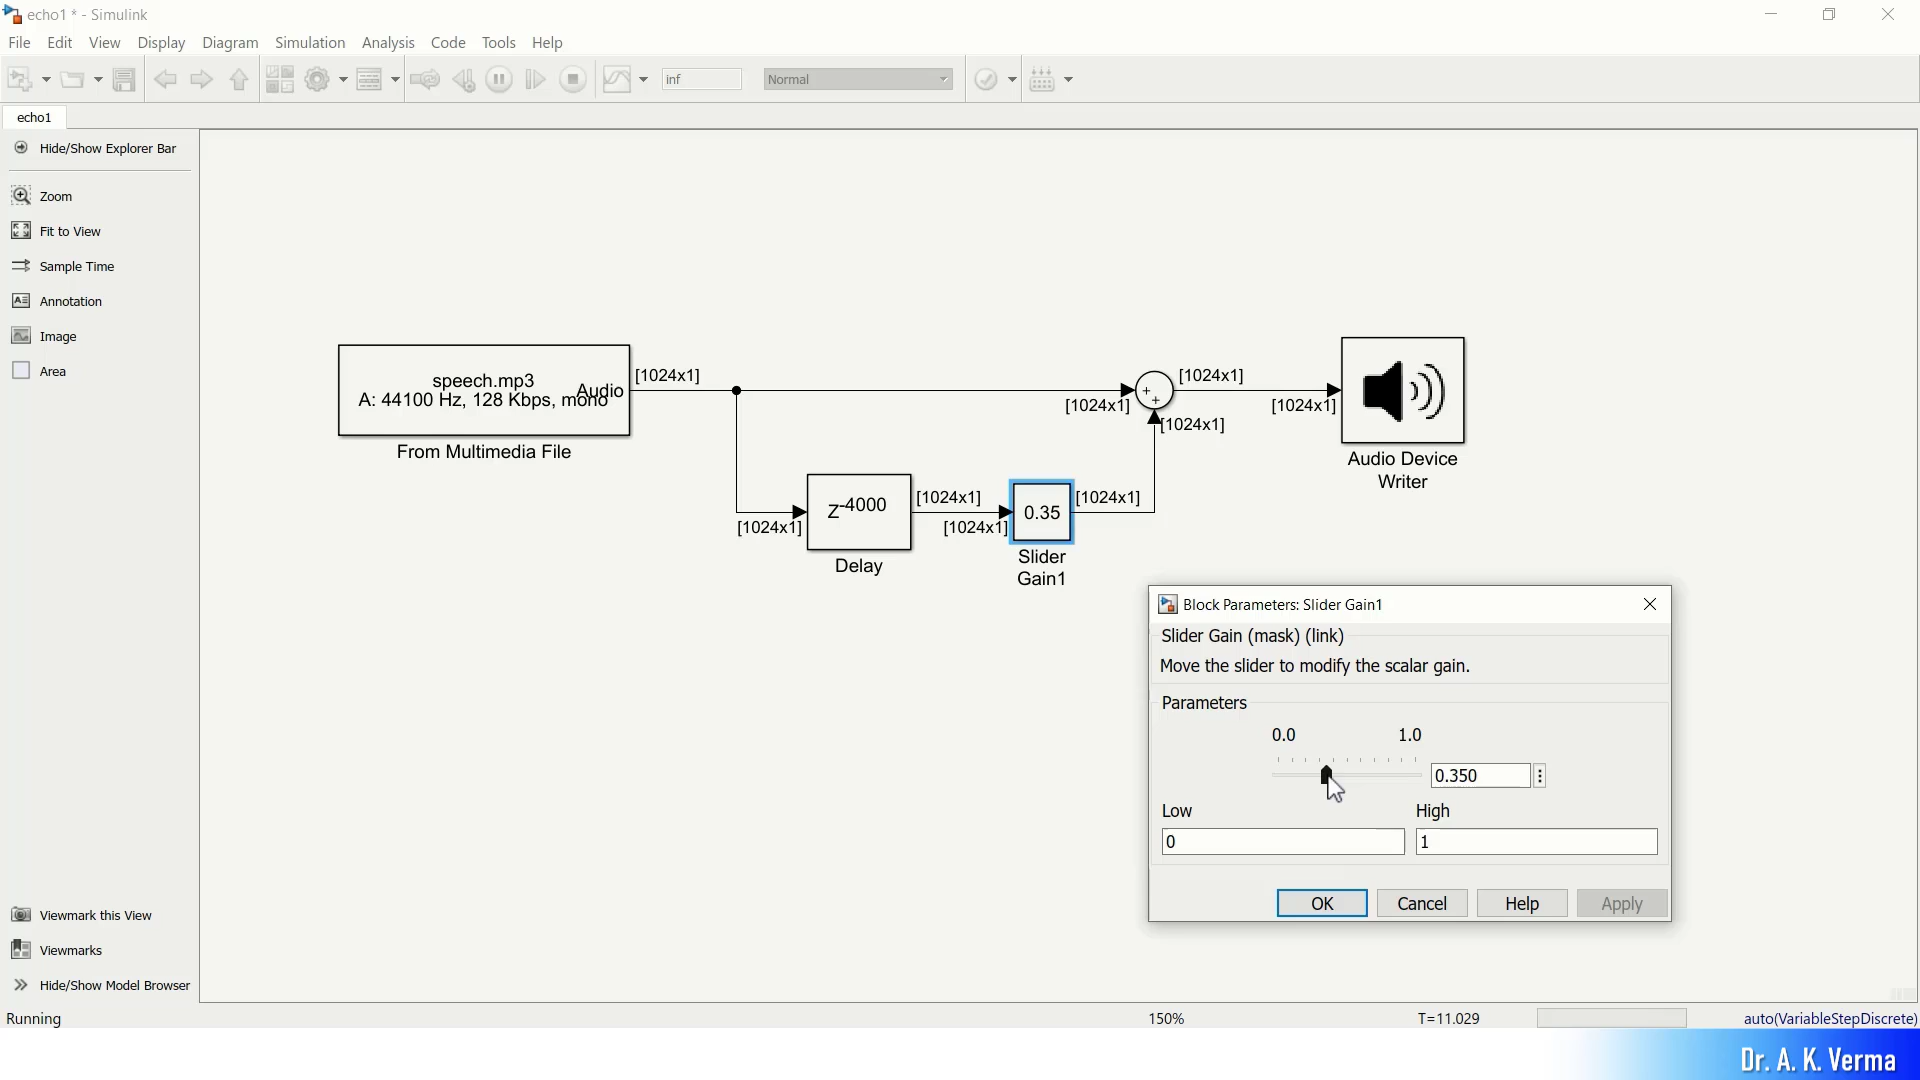 echo1 * - Simulink
File Edit View Display Diagram Simulation Analysis Code Tools Help
inf Normal
echo1
Hide/Show Explorer Bar
Zoom
Fit to View
Sample Time
Annotation
Image
Area
speech.mp3
A: 44100 Hz, 128 Kbps, mono
Audio
From Multimedia File
[1024x1]
[1024x1]
[1024x1]
[1024x1]
[1024x1]
Audio Device
Writer
[1024x1]
Z-4000
Delay
[1024x1]
[1024x1]
0.35
Slider
Gain1
[1024x1]
Block Parameters: Slider Gain1
Slider Gain (mask) (link)
Move the slider to modify the scalar gain.
Parameters
0.0 1.0
0.350
Low High
0 1
OK Cancel Help Apply
Viewmark this View
Viewmarks
Hide/Show Model Browser
Running 150% T=11.029 auto(VariableStepDiscrete)
Dr. A. K. Verma